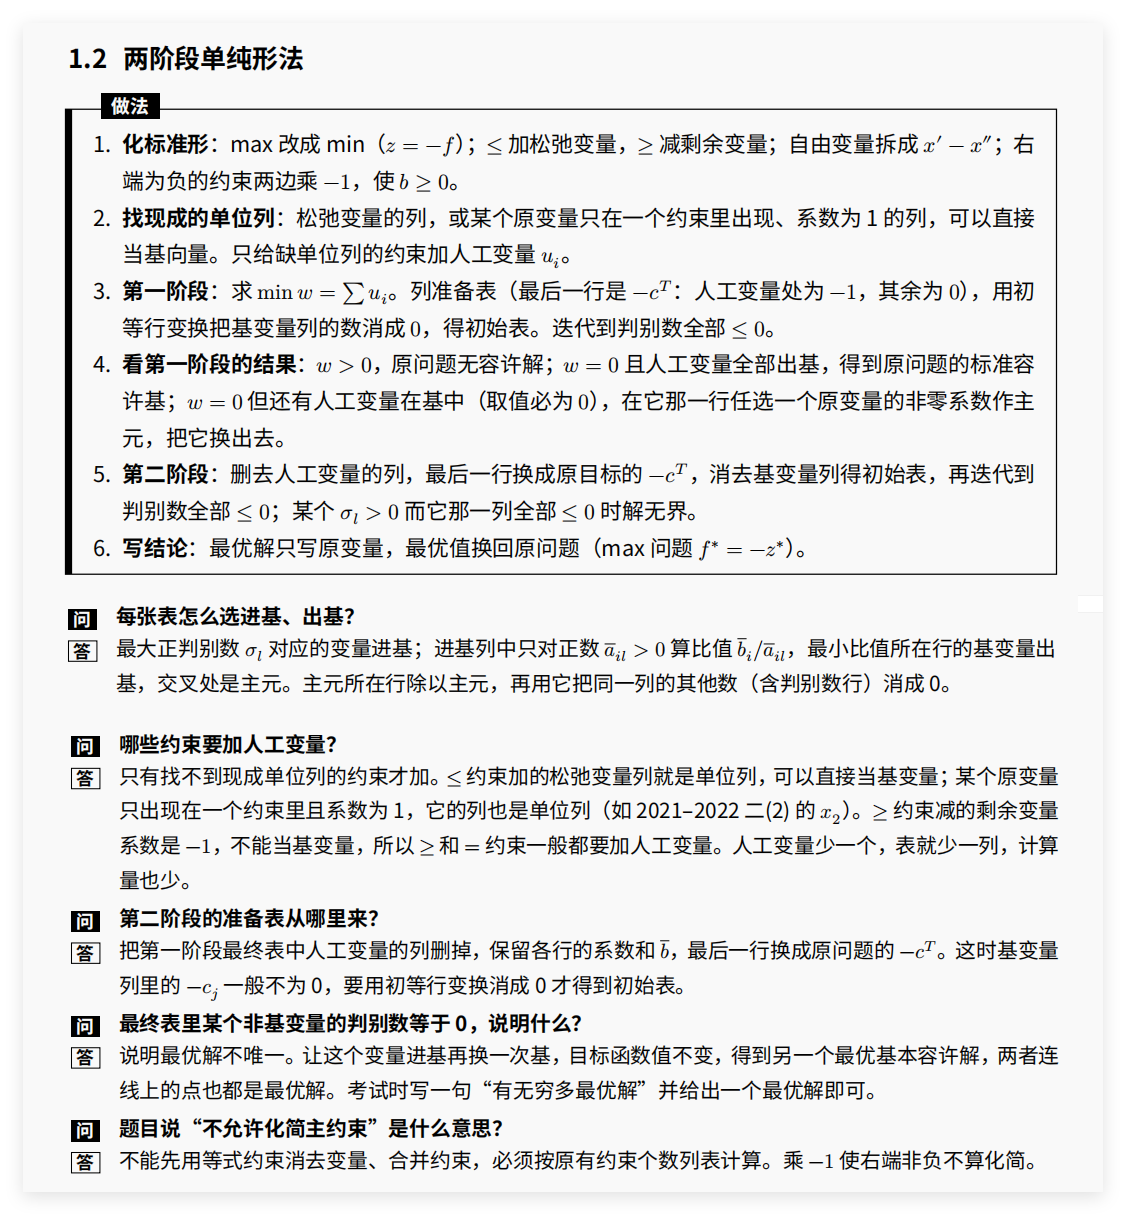 1.2 两阶段单纯形法
做法
1. 化标准形：max 改成 min（z = −f）；≤ 加松弛变量，≥ 减剩余变量；自由变量拆成 x′ − x″；右
端为负的约束两边乘 −1，使 b ≥ 0。
2. 找现成的单位列：松弛变量的列，或某个原变量只在一个约束里出现、系数为 1 的列，可以直接
当基向量。只给缺单位列的约束加人工变量 uᵢ。
3. 第一阶段：求 min w = ∑ uᵢ。列准备表（最后一行是 −cᵀ：人工变量处为 −1，其余为 0），用初
等行变换把基变量列的数消成 0，得初始表。迭代到判别数全部 ≤ 0。
4. 看第一阶段的结果：w > 0，原问题无容许解；w = 0 且人工变量全部出基，得到原问题的标准容
许基；w = 0 但还有人工变量在基中（取值必为 0），在它那一行任选一个原变量的非零系数作主
元，把它换出去。
5. 第二阶段：删去人工变量的列，最后一行换成原目标的 −cᵀ，消去基变量列得初始表，再迭代到
判别数全部 ≤ 0；某个 σₗ > 0 而它那一列全部 ≤ 0 时解无界。
6. 写结论：最优解只写原变量，最优值换回原问题（max 问题 f* = −z*）。
问 每张表怎么选进基、出基？
答 最大正判别数 σₗ 对应的变量进基；进基列中只对正数 a̅ᵢₗ > 0 算比值 b̅ᵢ/a̅ᵢₗ，最小比值所在行的基变量出
基，交叉处是主元。主元所在行除以主元，再用它把同一列的其他数（含判别数行）消成 0。
问 哪些约束要加人工变量？
答 只有找不到现成单位列的约束才加。≤ 约束加的松弛变量列就是单位列，可以直接当基变量；某个原变量
只出现在一个约束里且系数为 1，它的列也是单位列（如 2021–2022 二(2) 的 x₂）。≥ 约束减的剩余变量
系数是 −1，不能当基变量，所以 ≥ 和 = 约束一般都要加人工变量。人工变量少一个，表就少一列，计算
量也少。
问 第二阶段的准备表从哪里来？
答 把第一阶段最终表中人工变量的列删掉，保留各行的系数和 b̅，最后一行换成原问题的 −cᵀ。这时基变量
列里的 −cⱼ 一般不为 0，要用初等行变换消成 0 才得到初始表。
问 最终表里某个非基变量的判别数等于 0，说明什么？
答 说明最优解不唯一。让这个变量进基再换一次基，目标函数值不变，得到另一个最优基本容许解，两者连
线上的点也都是最优解。考试时写一句“有无穷多最优解”并给出一个最优解即可。
问 题目说“不允许化简主约束”是什么意思？
答 不能先用等式约束消去变量、合并约束，必须按原有约束个数列表计算。乘 −1 使右端非负不算化简。